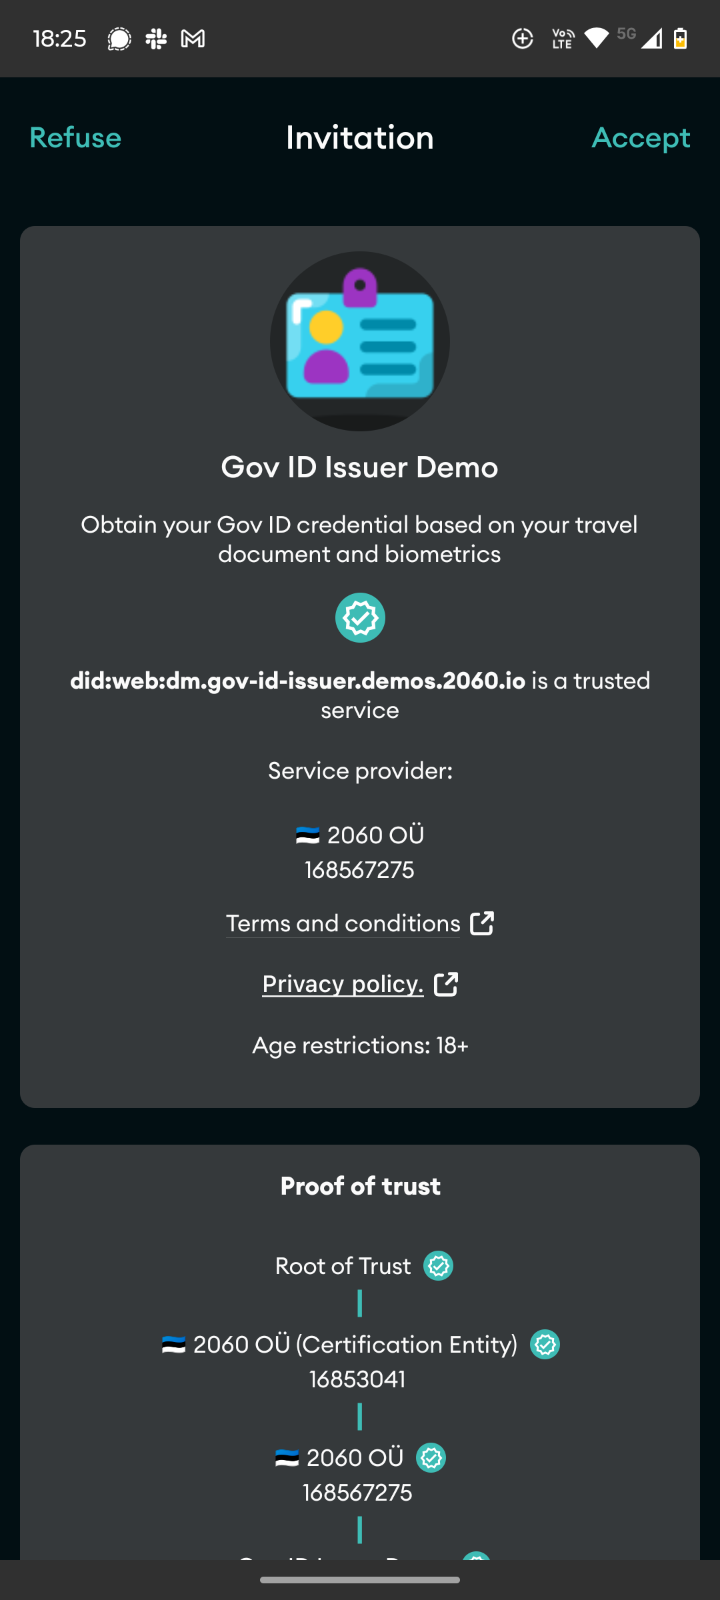 18:25
Vo))
LTE
5G
Refuse
Invitation
Accept
Gov ID Issuer Demo
Obtain your Gov ID credential based on your travel
document and biometrics
did:web:dm.gov-id-issuer.demos.2060.io is a trusted
service
Service provider:
2060 OÜ
168567275
Terms and conditions
Privacy policy.
Age restrictions: 18+
Proof of trust
Root of Trust
2060 OÜ (Certification Entity)
16853041
2060 OÜ
168567275